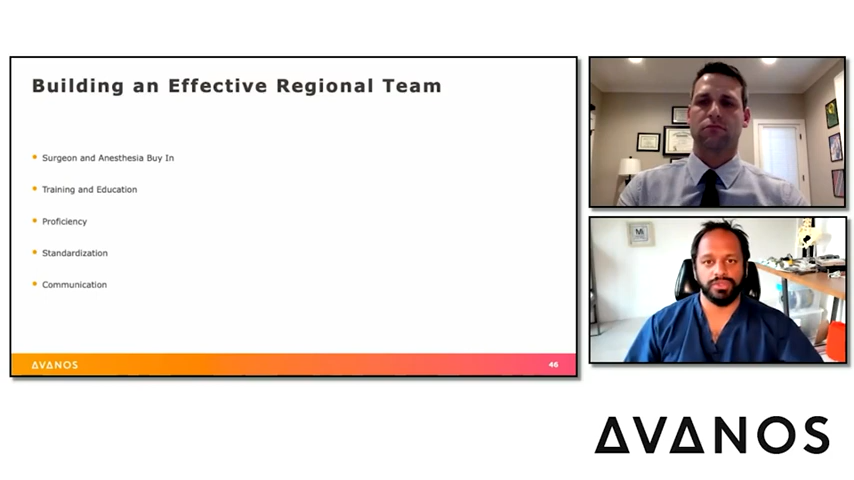 Building an Effective Regional Team
Surgeon and Anesthesia Buy In
Training and Education
Proficiency
Standardization
Communication
AVANOS
46
Mi
AVANOS